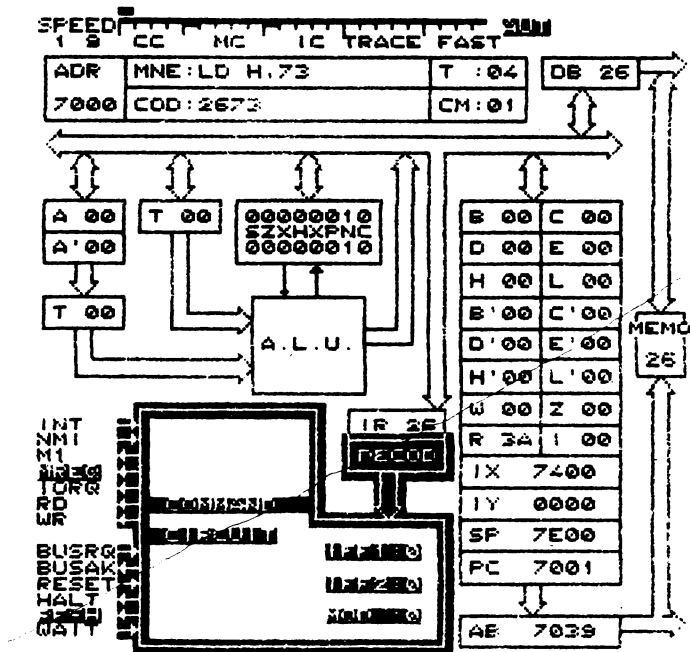 SPEED
1 9 CC MC IC TRACE FAST
ADR MNE:LD H,73 T :04 DB 26
7000 COD:2673 CM:01
A 00 T 00 00000010 B 00 C 00
A'00 SZXHXPNC D 00 E 00
00000010
H 00 L 00
T 00 B'00 C'00
A.L.U. D'00 E'00 MEMO
26
H'00 L'00
W 00 Z 00
INT IR 26 R 3A I 00
NMI DECOD
M1 IX 7400
IORQ IY 0000
RD
WR SP 7E00
BUSRQ PC 7001
BUSAK
RESET
HALT
WAIT AB 7039